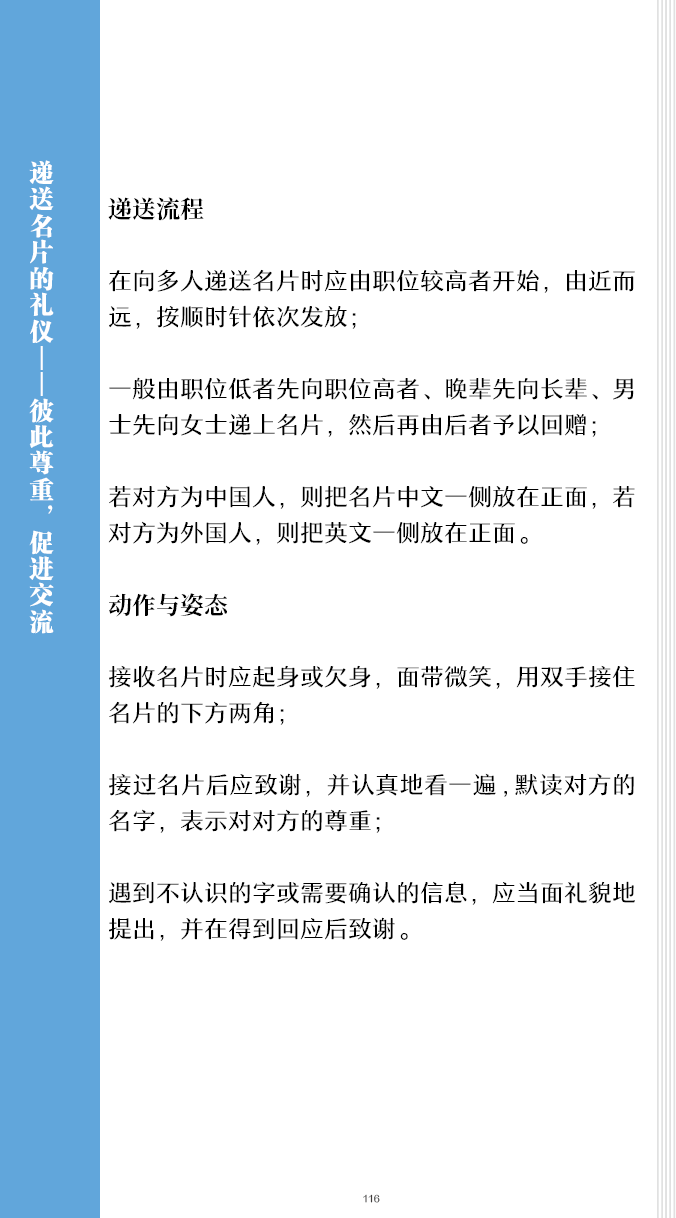 递送名片的礼仪——彼此尊重，促进交流
递送流程
在向多人递送名片时应由职位较高者开始，由近而
远，按顺时针依次发放；
一般由职位低者先向职位高者、晚辈先向长辈、男
士先向女士递上名片，然后再由后者予以回赠；
若对方为中国人，则把名片中文一侧放在正面，若
对方为外国人，则把英文一侧放在正面。
动作与姿态
接收名片时应起身或欠身，面带微笑，用双手接住
名片的下方两角；
接过名片后应致谢，并认真地看一遍,默读对方的
名字，表示对对方的尊重；
遇到不认识的字或需要确认的信息，应当面礼貌地
提出，并在得到回应后致谢。
116